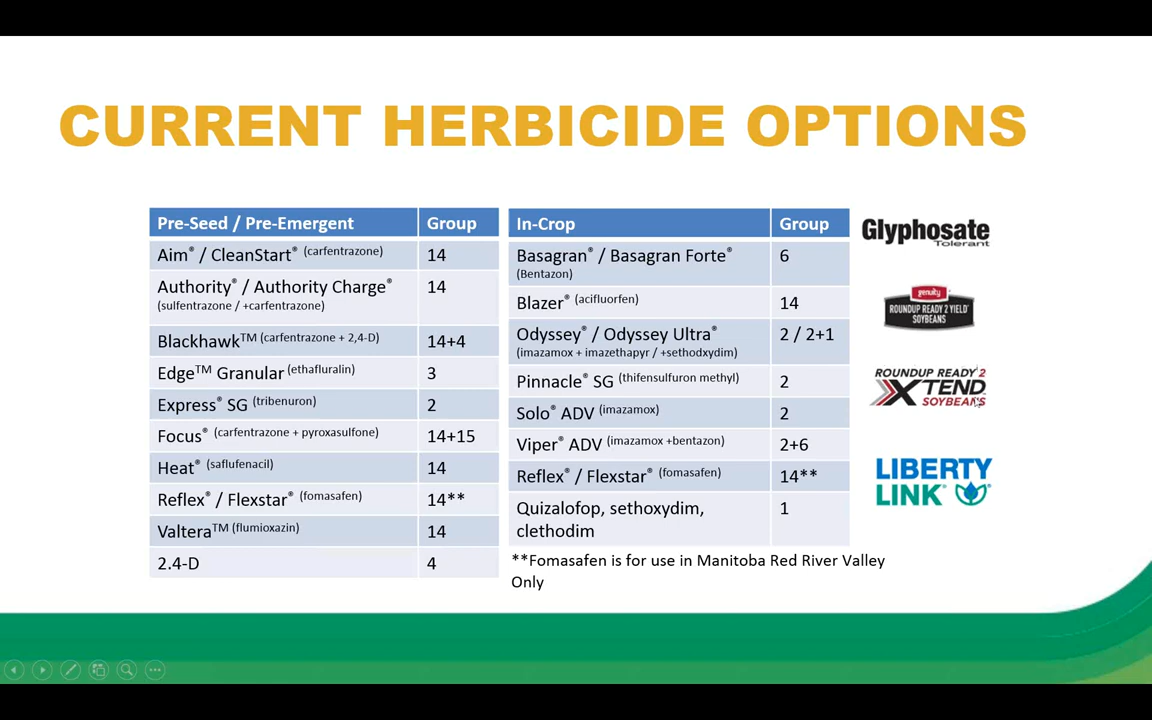 CURRENT HERBICIDE OPTIONS
Pre-Seed / Pre-Emergent Group
Aim® / CleanStart® (carfentrazone) 14
Authority® / Authority Charge® 14
(sulfentrazone / +carfentrazone)
Blackhawk™ (carfentrazone + 2,4-D) 14+4
Edge™ Granular (ethafluralin) 3
Express® SG (tribenuron) 2
Focus® (carfentrazone + pyroxasulfone) 14+15
Heat® (saflufenacil) 14
Reflex® / Flexstar® (fomasafen) 14**
Valtera™ (flumioxazin) 14
2.4-D 4
In-Crop Group
Basagran® / Basagran Forte® 6
(Bentazon)
Blazer® (acifluorfen) 14
Odyssey® / Odyssey Ultra® 2 / 2+1
(imazamox + imazethapyr / +sethodxydim)
Pinnacle® SG (thifensulfuron methyl) 2
Solo® ADV (imazamox) 2
Viper® ADV (imazamox +bentazon) 2+6
Reflex® / Flexstar® (fomasafen) 14**
Quizalofop, sethoxydim, 1
clethodim
**Fomasafen is for use in Manitoba Red River Valley
Only
Glyphosate
Tolerant
genuity
ROUNDUP READY 2 YIELD
SOYBEANS
ROUNDUP READY 2
XTEND
SOYBEANS
LIBERTY
LINK®